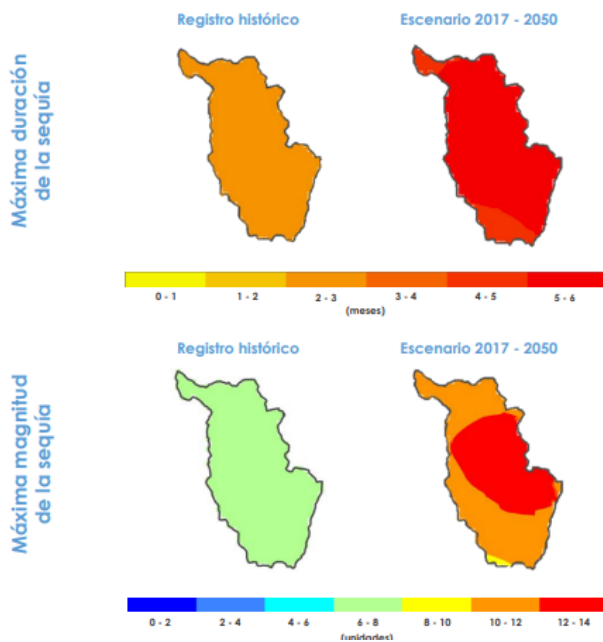 Registro histórico
Escenario 2017 - 2050
Máxima duración
de la sequía
0 - 1
1 - 2
2 - 3
3 - 4
4 - 5
5 - 6
(meses)
Registro histórico
Escenario 2017 - 2050
Máxima magnitud
de la sequía
0 - 2
2 - 4
4 - 6
6 - 8
8 - 10
10 - 12
12 - 14
(unidades)